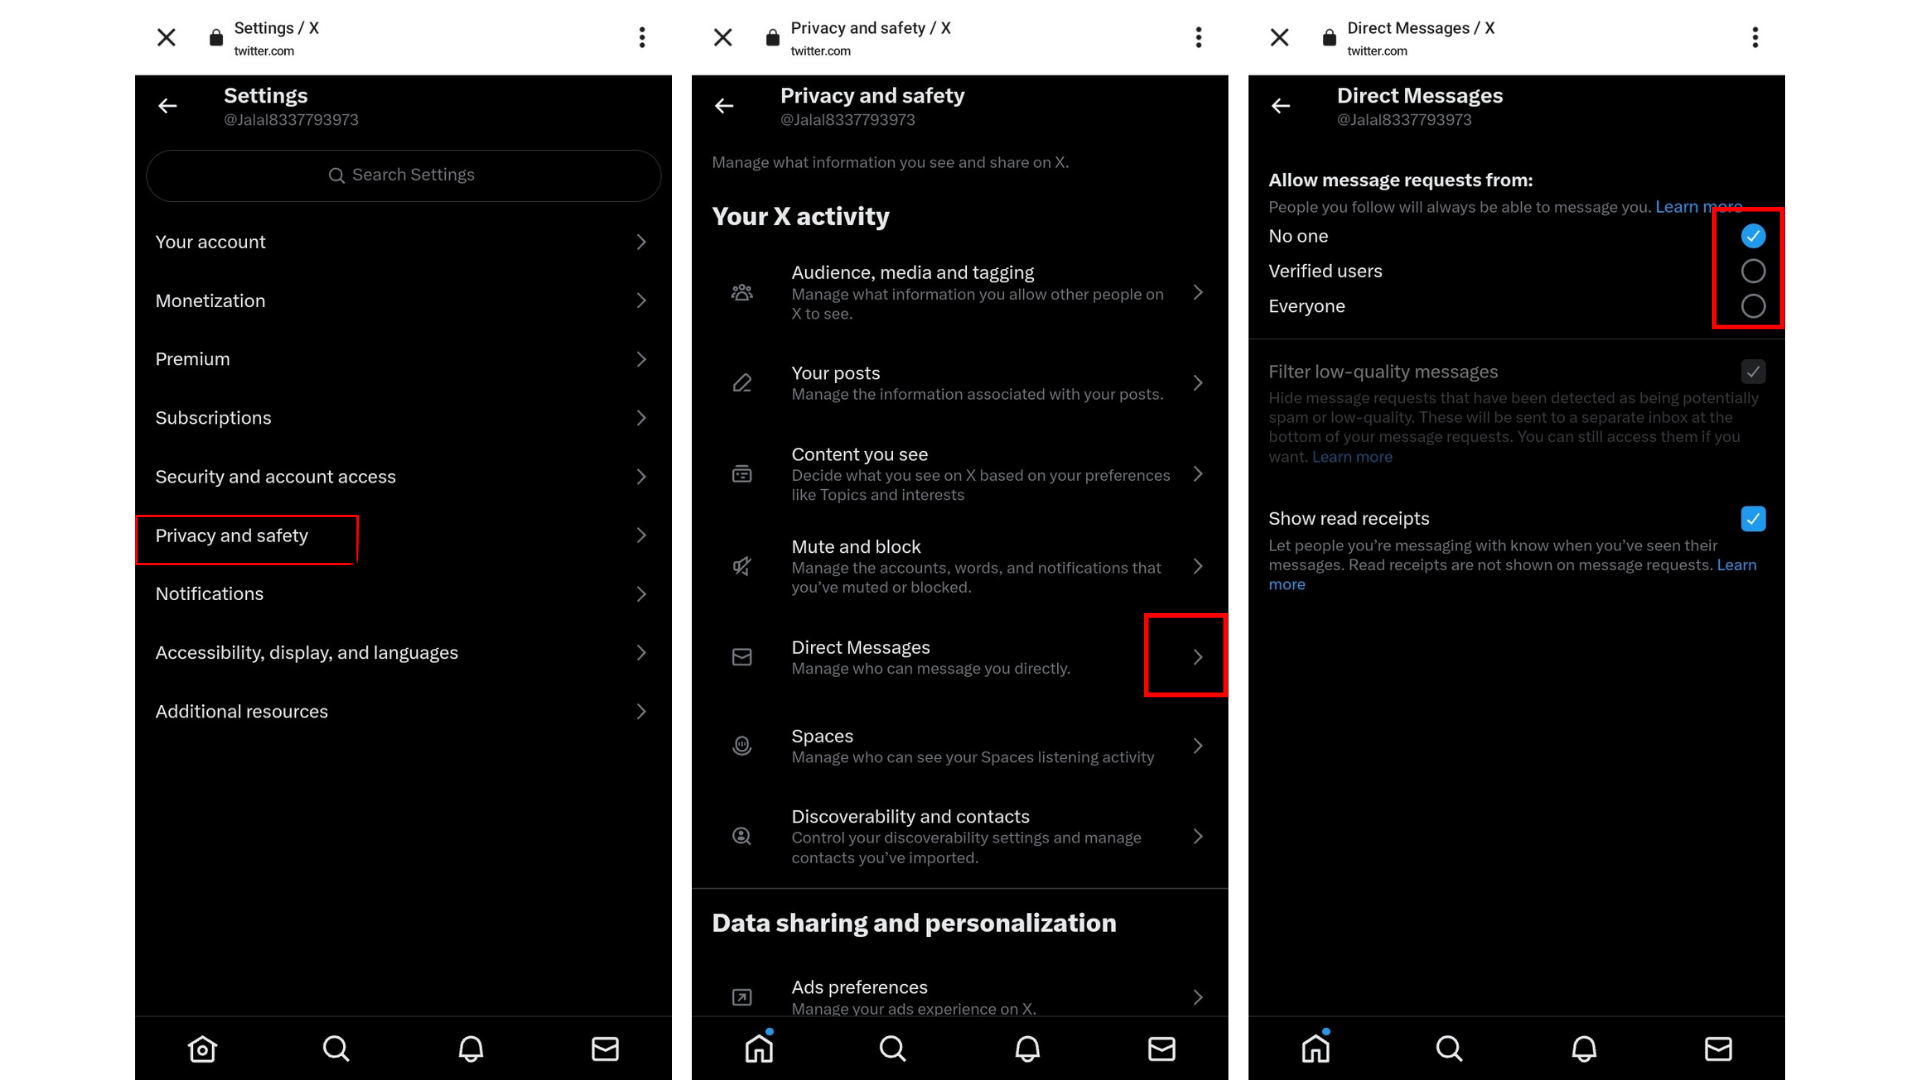 Settings / X
twitter.com
Settings
@Jalal8337793973
Search Settings
Your account
Monetization
Premium
Subscriptions
Security and account access
Privacy and safety
Notifications
Accessibility, display, and languages
Additional resources
Privacy and safety / X
twitter.com
Privacy and safety
@Jalal8337793973
Manage what information you see and share on X.
Your X activity
Audience, media and tagging
Manage what information you allow other people on
X to see.
Your posts
Manage the information associated with your posts.
Content you see
Decide what you see on X based on your preferences
like Topics and interests
Mute and block
Manage the accounts, words, and notifications that
you’ve muted or blocked.
Direct Messages
Manage who can message you directly.
Spaces
Manage who can see your Spaces listening activity
Discoverability and contacts
Control your discoverability settings and manage
contacts you’ve imported.
Data sharing and personalization
Ads preferences
Manage your ads experience on X.
Direct Messages / X
twitter.com
Direct Messages
@Jalal8337793973
Allow message requests from:
People you follow will always be able to message you. Learn more
No one
Verified users
Everyone
Filter low-quality messages
Hide message requests that have been detected as being potentially
spam or low-quality. These will be sent to a separate inbox at the
bottom of your message requests. You can still access them if you
want. Learn more
Show read receipts
Let people you’re messaging with know when you’ve seen their
messages. Read receipts are not shown on message requests. Learn
more